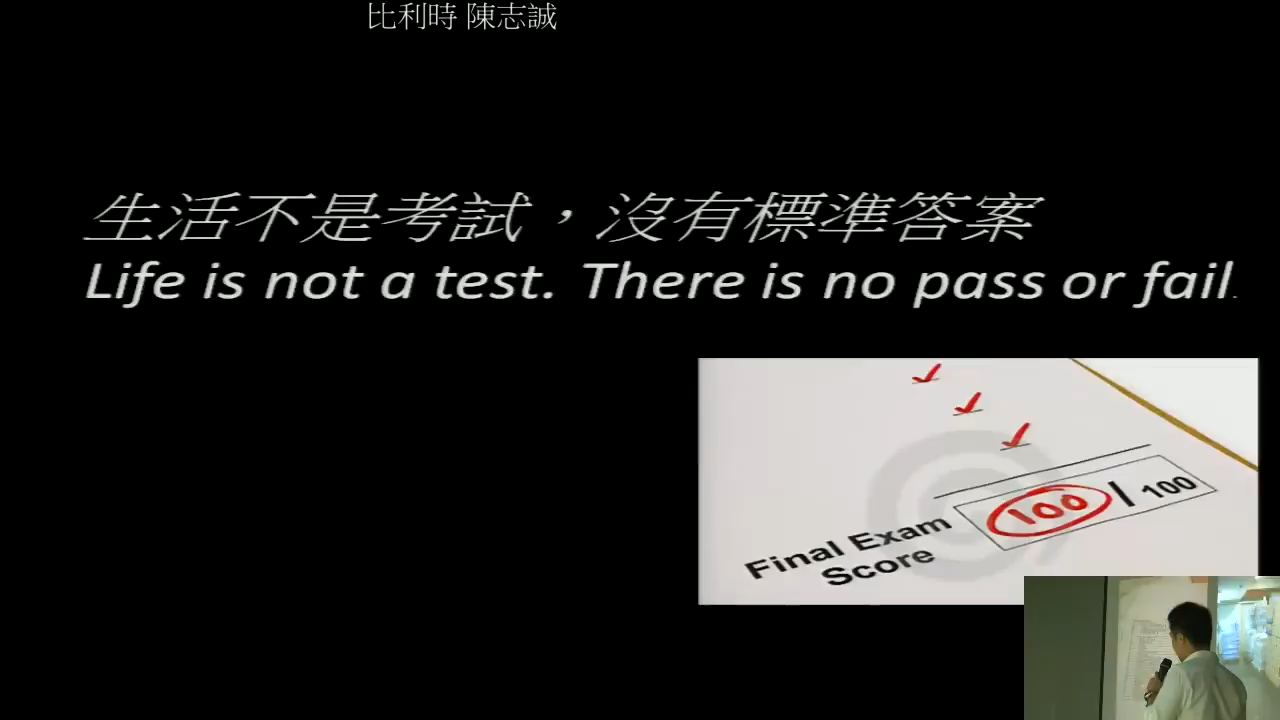 比利時 陳志誠
生活不是考試，沒有標準答案
Life is not a test. There is no pass or fail.
Final Exam
Score
100 / 100